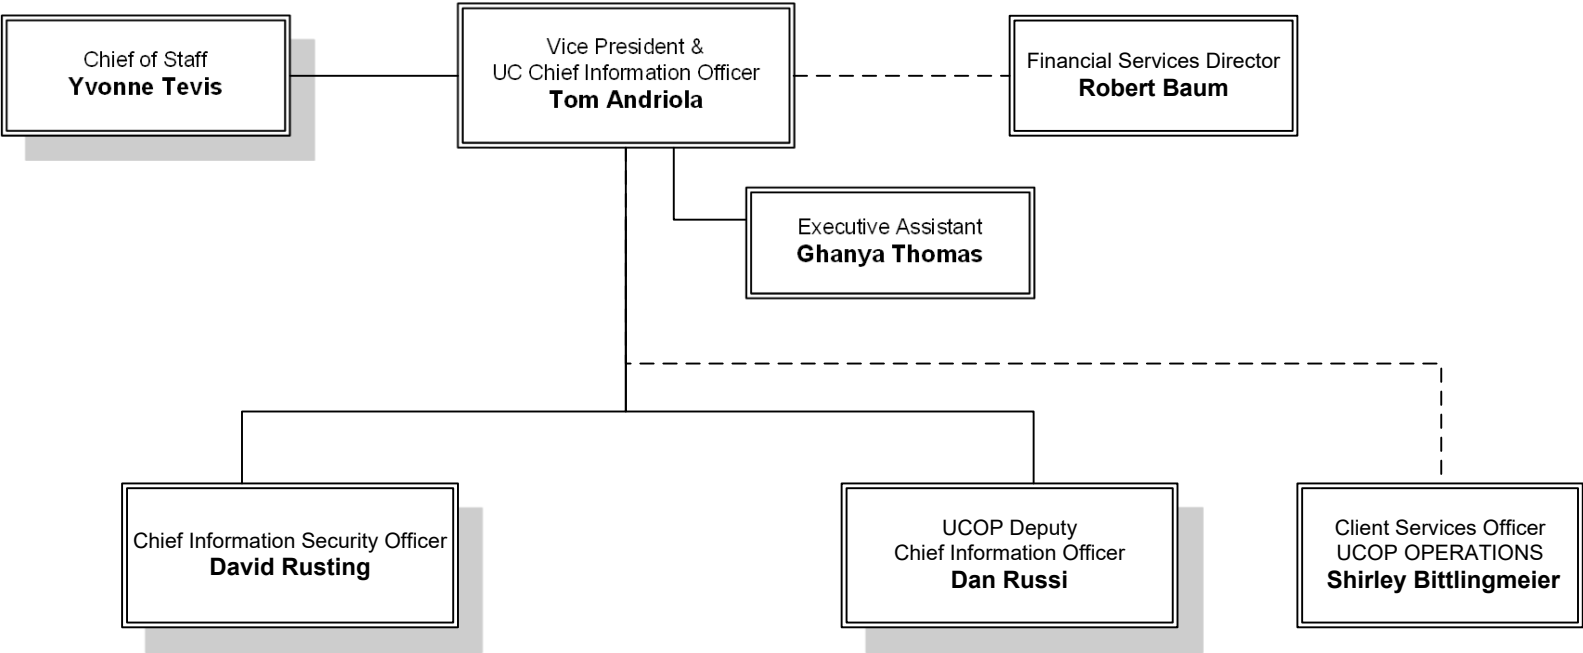 Chief of Staff
Yvonne Tevis
Vice President &
UC Chief Information Officer
Tom Andriola
Financial Services Director
Robert Baum
Executive Assistant
Ghanya Thomas
Chief Information Security Officer
David Rusting
UCOP Deputy
Chief Information Officer
Dan Russi
Client Services Officer
UCOP OPERATIONS
Shirley Bittlingmeier